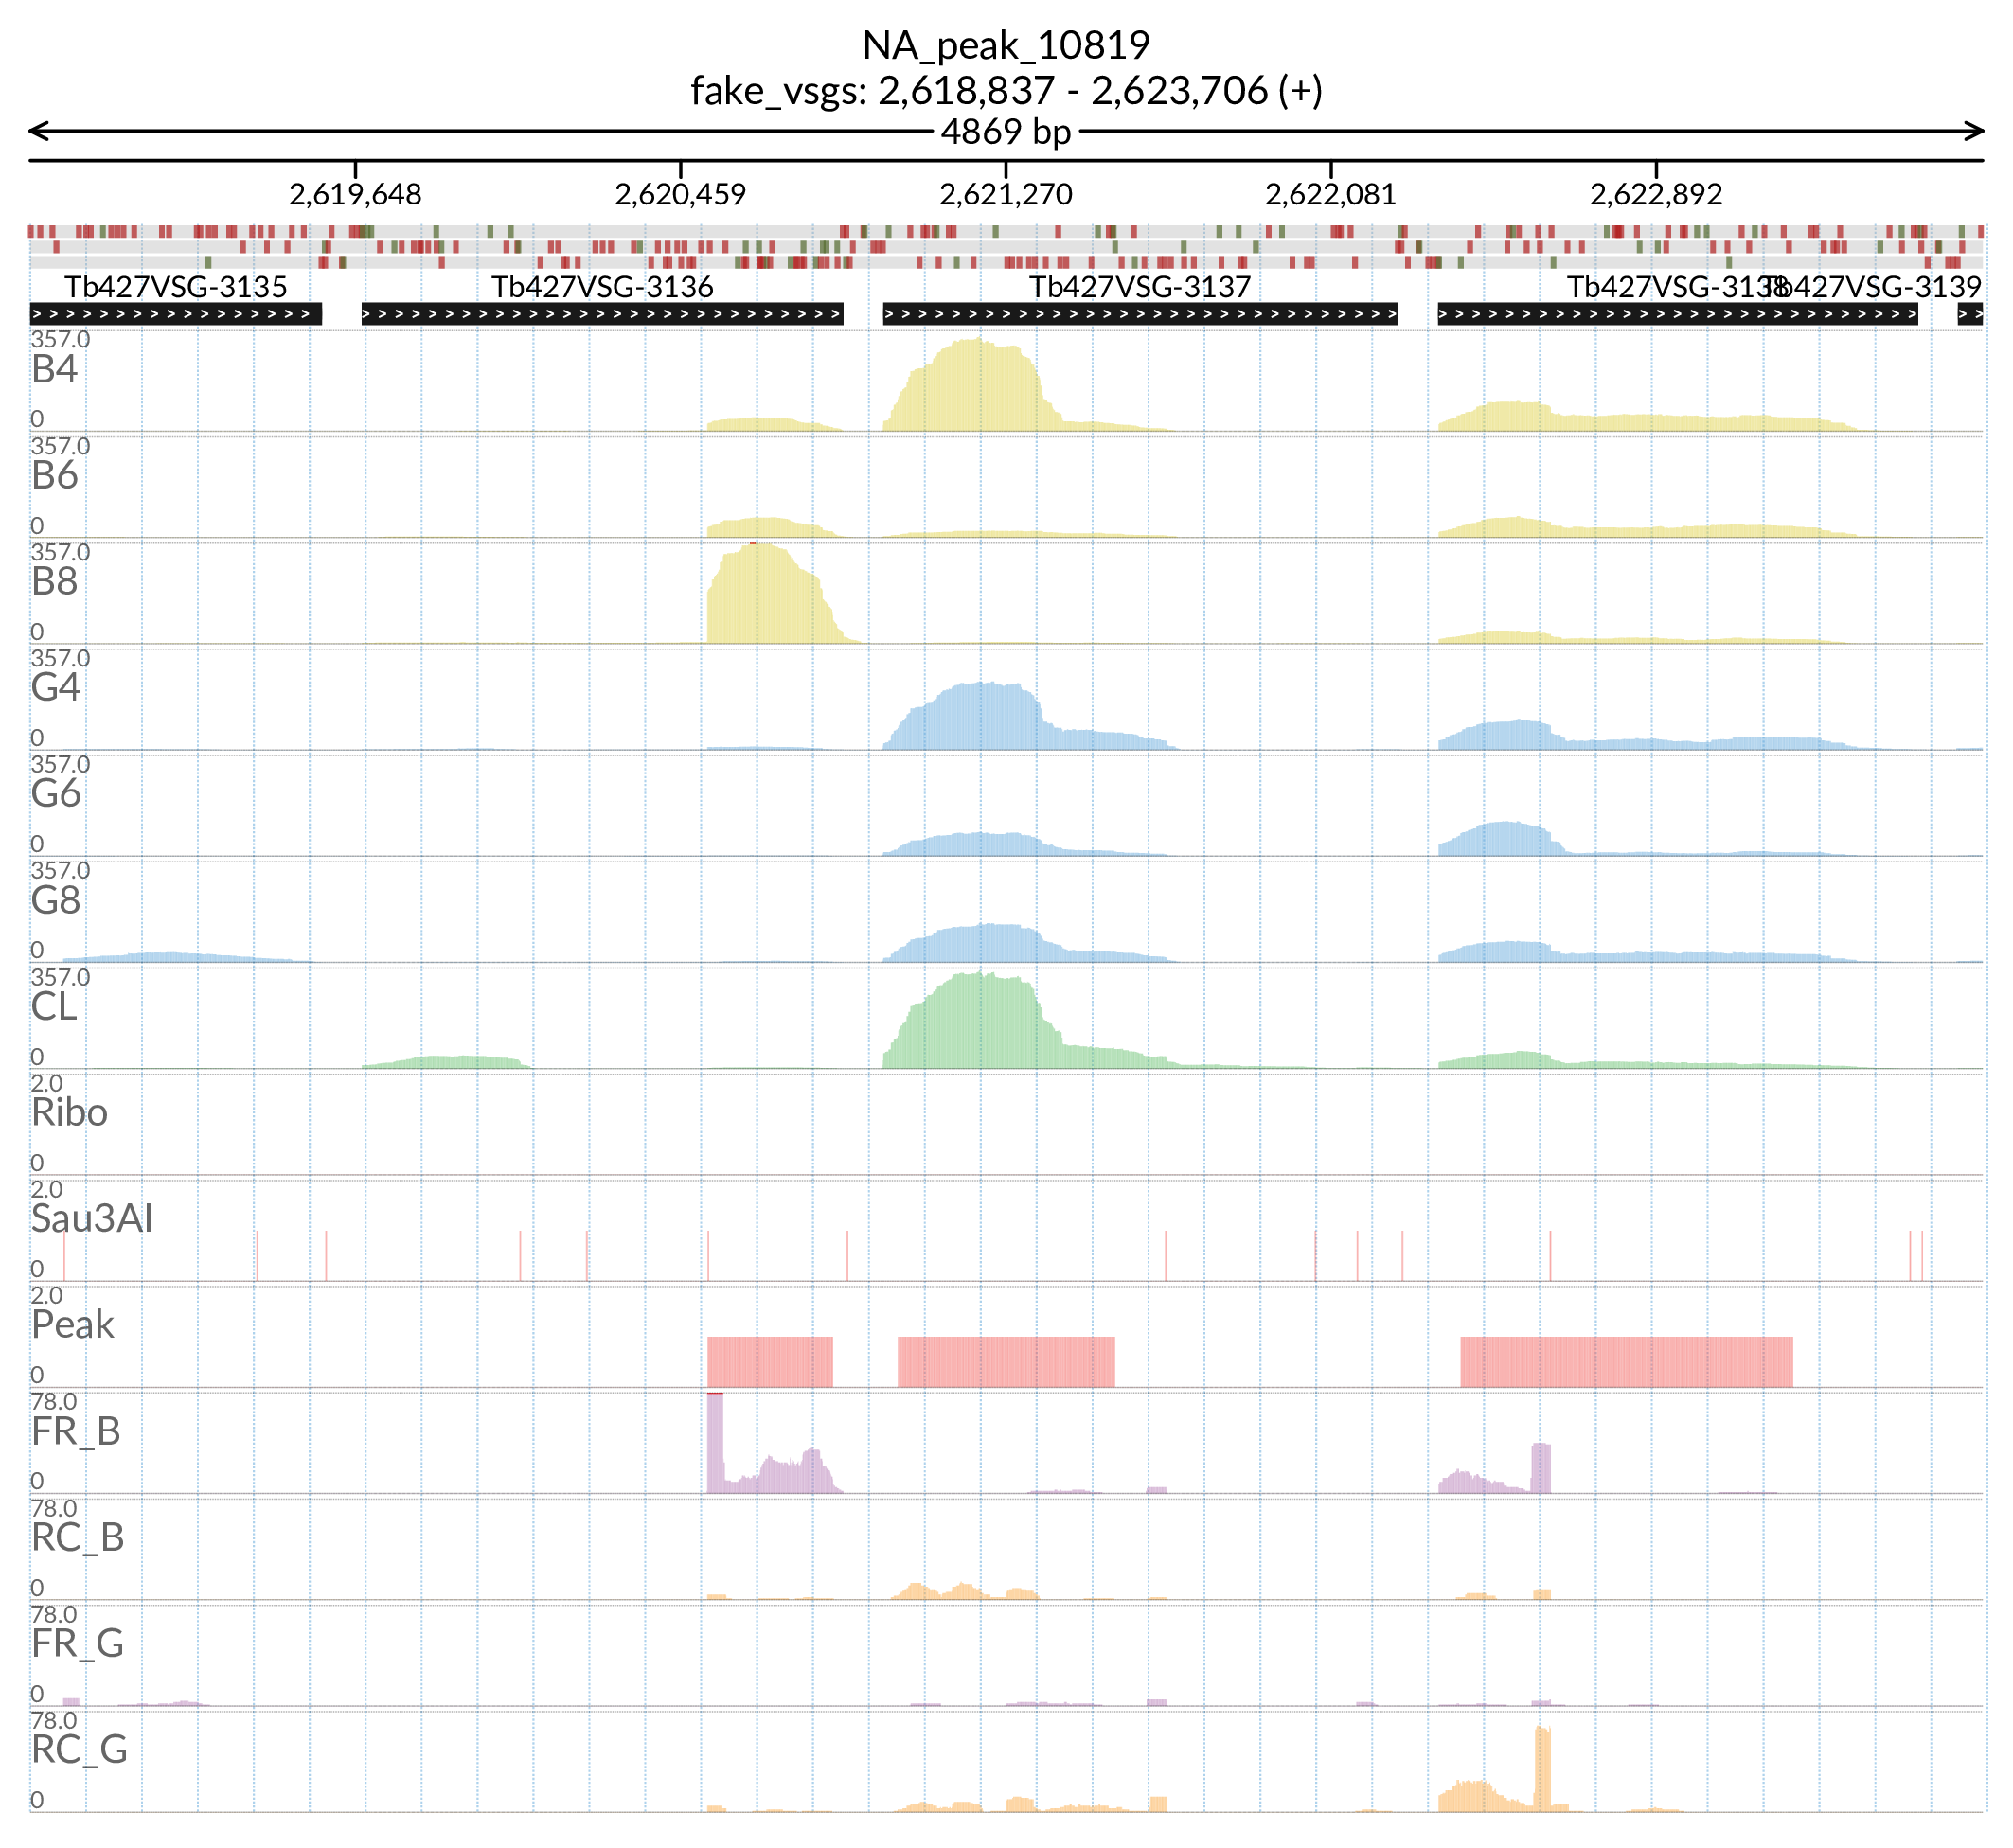 NA_peak_10819
fake_vsgs: 2,618,837 - 2,623,706 (+)
4869 bp
2,619,648 2,620,459 2,621,270 2,622,081 2,622,892
Tb427VSG-3135 Tb427VSG-3136 Tb427VSG-3137 Tb427VSG-3138 Tb427VSG-3139
357.0
B4
0
357.0
B6
0
357.0
B8
0
357.0
G4
0
357.0
G6
0
357.0
G8
0
357.0
CL
0
2.0
Ribo
0
2.0
Sau3AI
0
2.0
Peak
0
78.0
FR_B
0
78.0
RC_B
0
78.0
FR_G
0
78.0
RC_G
0